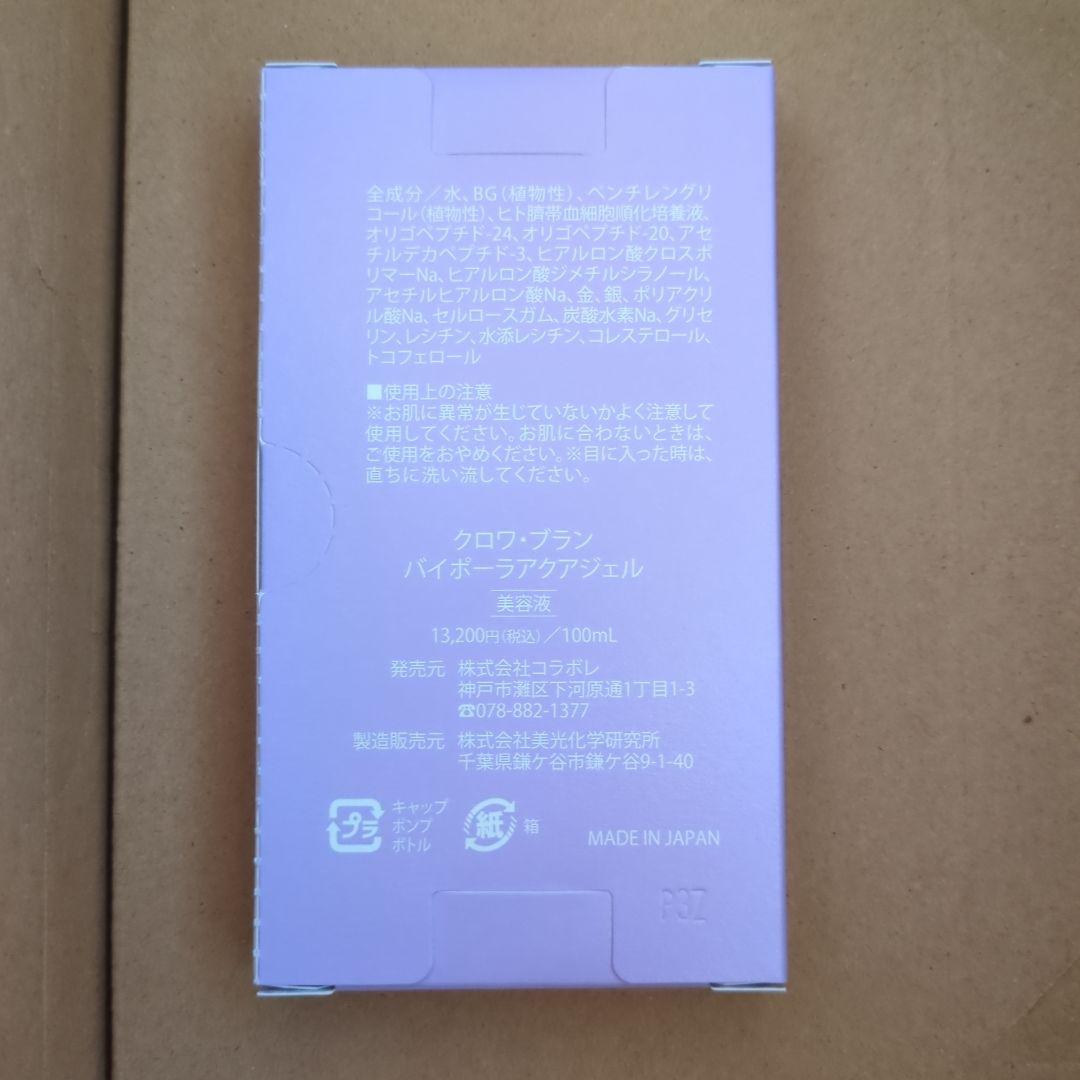 全成分／水、BG（植物性）、ペンチレングリ
コール（植物性）、ヒト臍帯血細胞順化培養液、
オリゴペプチド-24、オリゴペプチド-20、アセ
チルデカペプチド-3、ヒアルロン酸クロスポ
リマーNa、ヒアルロン酸ジメチルシラノール、
アセチルヒアルロン酸Na、金、銀、ポリアクリ
ル酸Na、セルロースガム、炭酸水素Na、グリセ
リン、レシチン、水添レシチン、コレステロール、
トコフェロール
■使用上の注意
※お肌に異常が生じていないかよく注意して
使用してください。お肌に合わないときは、
ご使用をおやめください。※目に入った時は、
直ちに洗い流してください。
クロワ・ブラン
バイポーラアクアジェル
美容液
13,200円（税込）／100mL
発売元 株式会社コラボレ
神戸市灘区下河原通1丁目1-3
☎078-882-1377
製造販売元 株式会社美光化学研究所
千葉県鎌ケ谷市鎌ケ谷9-1-40
プラ キャップ
ポンプ
ボトル
紙 箱
MADE IN JAPAN
P3Z